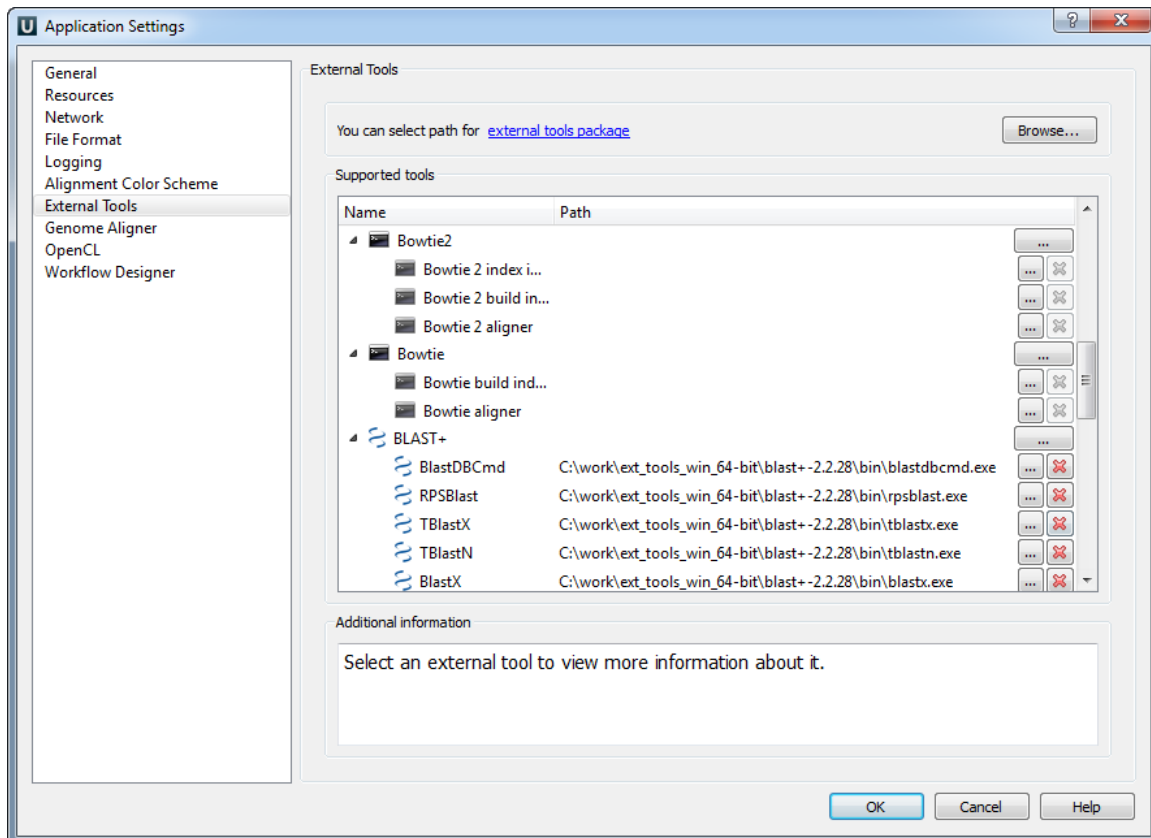 U Application Settings
General
Resources
Network
File Format
Logging
Alignment Color Scheme
External Tools
Genome Aligner
OpenCL
Workflow Designer
External Tools
You can select path for external tools package Browse...
Supported tools
Name Path
Bowtie2 ...
Bowtie 2 index i... ...
Bowtie 2 build in... ...
Bowtie 2 aligner ...
Bowtie ...
Bowtie build ind... ...
Bowtie aligner ...
BLAST+ ...
BlastDBCmd C:\work\ext_tools_win_64-bit\blast+-2.2.28\bin\blastdbcmd.exe ...
RPSBlast C:\work\ext_tools_win_64-bit\blast+-2.2.28\bin\rpsblast.exe ...
TBlastX C:\work\ext_tools_win_64-bit\blast+-2.2.28\bin\tblastx.exe ...
TBlastN C:\work\ext_tools_win_64-bit\blast+-2.2.28\bin\tblastn.exe ...
BlastX C:\work\ext_tools_win_64-bit\blast+-2.2.28\bin\blastx.exe ...
Additional information
Select an external tool to view more information about it.
OK Cancel Help